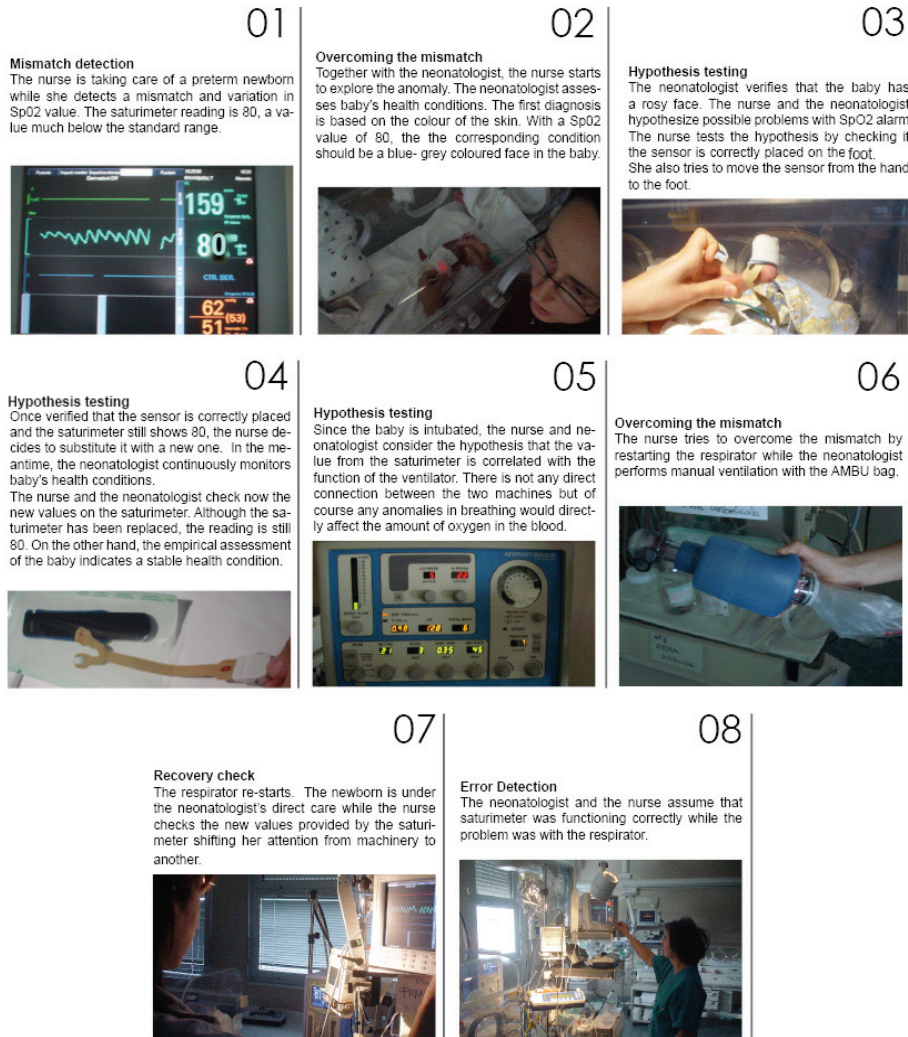 01
Mismatch detection
The nurse is taking care of a preterm newborn
while she detects a mismatch and variation in
Sp02 value. The saturimeter reading is 80, a va-
lue much below the standard range.
159
80
CTR. DER.
62
(53)
51
02
Overcoming the mismatch
Together with the neonatologist, the nurse starts
to explore the anomaly. The neonatologist asses-
ses baby's health conditions. The first diagnosis
is based on the colour of the skin. With a Sp02
value of 80, the the corresponding condition
should be a blue- grey coloured face in the baby.
03
Hypothesis testing
The neonatologist verifies that the baby has
a rosy face. The nurse and the neonatologist
hypothesize possible problems with SpO2 alarm
The nurse tests the hypothesis by checking if
the sensor is correctly placed on the foot.
She also tries to move the sensor from the hand
to the foot.
04
Hypothesis testing
Once verified that the sensor is correctly placed
and the saturimeter still shows 80, the nurse de-
cides to substitute it with a new one. In the me-
antime, the neonatologist continuously monitors
baby's health conditions.
The nurse and the neonatologist check now the
new values on the saturimeter. Although the sa-
turimeter has been replaced, the reading is still
80. On the other hand, the empirical assessment
of the baby indicates a stable health condition.
05
Hypothesis testing
Since the baby is intubated, the nurse and ne-
onatologist consider the hypothesis that the va-
lue from the saturimeter is correlated with the
function of the ventilator. There is not any direct
connection between the two machines but of
course any anomalies in breathing would direct-
ly affect the amount of oxygen in the blood.
06
Overcoming the mismatch
The nurse tries to overcome the mismatch by
restarting the respirator while the neonatologist
performs manual ventilation with the AMBU bag.
07
Recovery check
The respirator re-starts. The newborn is under
the neonatologist's direct care while the nurse
checks the new values provided by the saturi-
meter shifting her attention from machinery to
another.
08
Error Detection
The neonatologist and the nurse assume that
saturimeter was functioning correctly while the
problem was with the respirator.